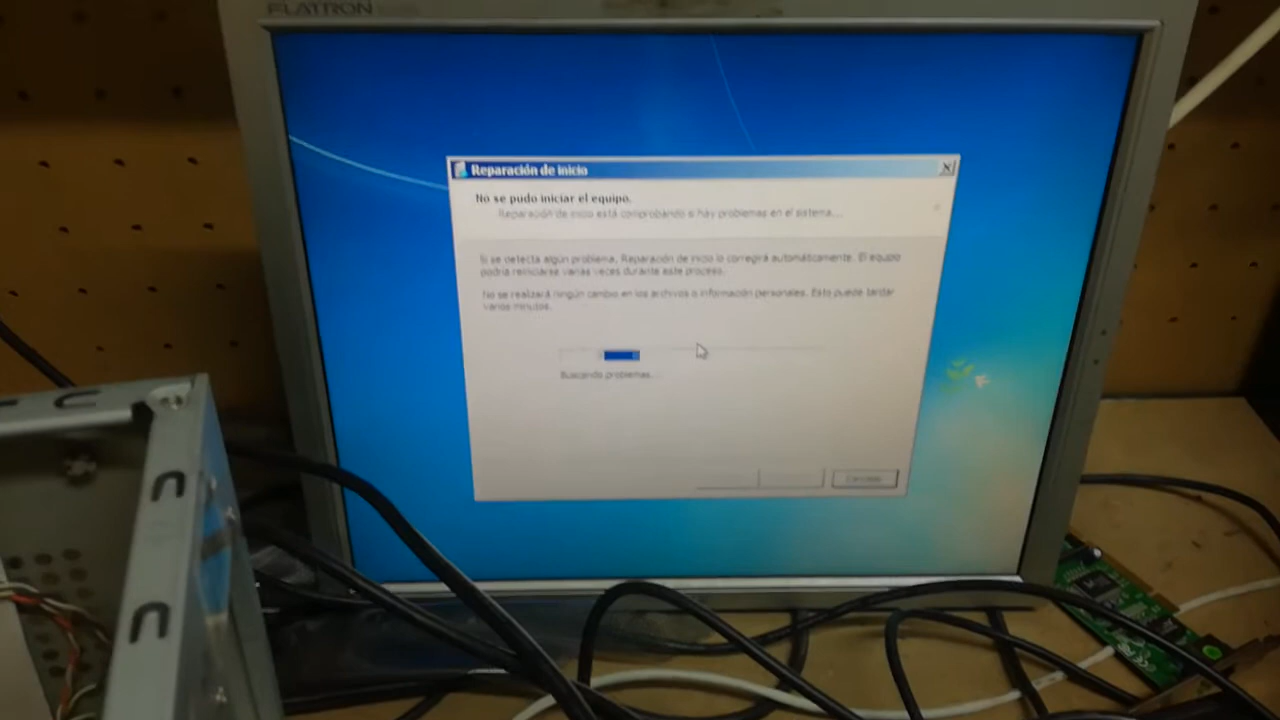 FLATRON
Reparación de inicio
No se pudo iniciar el equipo.
Reparación de inicio está comprobando si hay problemas en el sistema...
Si se detecta algún problema, Reparación de inicio lo corregirá automáticamente. El equipo
podría reiniciarse varias veces durante este proceso.
No se realizará ningún cambio en los archivos o información personales. Esto puede tardar
varios minutos.
Buscando problemas...
Cancelar